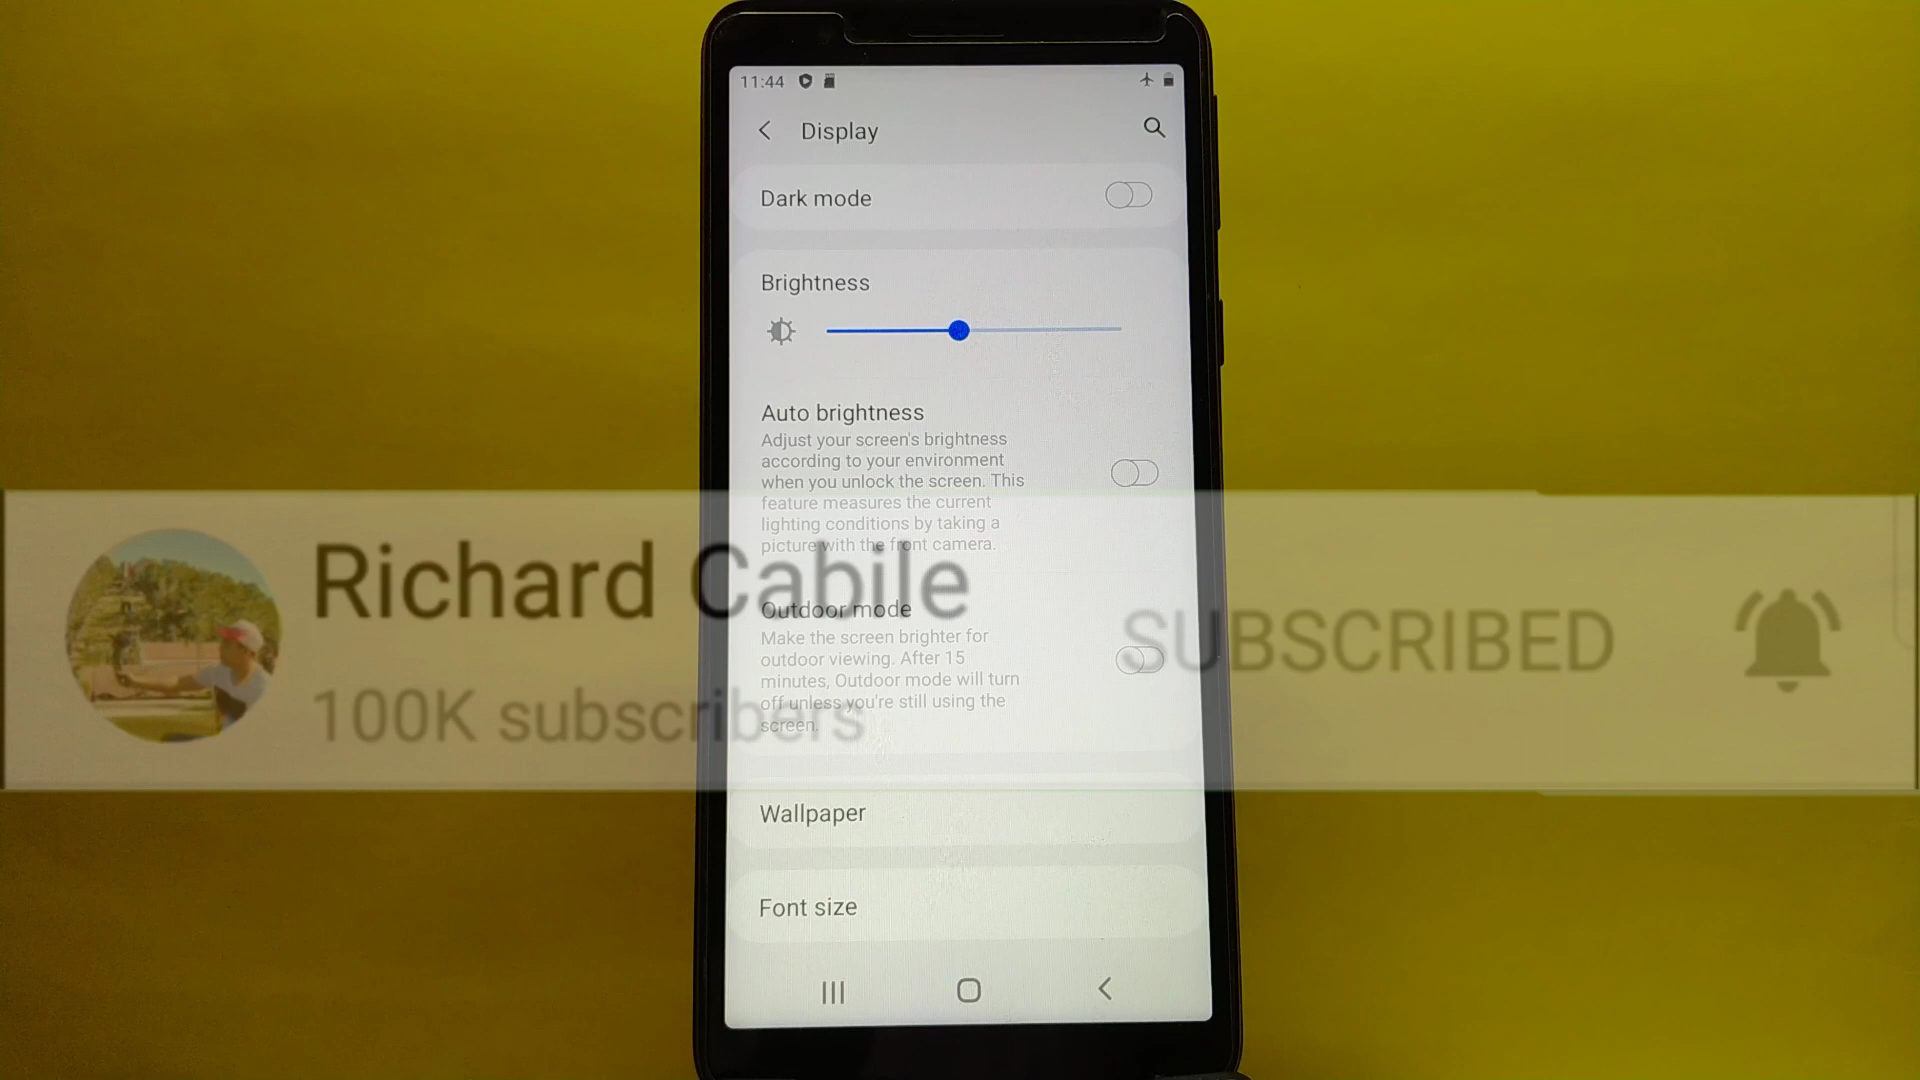 11:44
Display
Dark mode
Brightness
Auto brightness
Adjust your screen's brightness
according to your environment
when you unlock the screen. This
feature measures the current
lighting conditions by taking a
picture with the front camera.
Richard Cabile
100K subscribers
SUBSCRIBED
Outdoor mode
Make the screen brighter for
outdoor viewing. After 15
minutes, Outdoor mode will turn
off unless you're still using the
screen.
Wallpaper
Font size